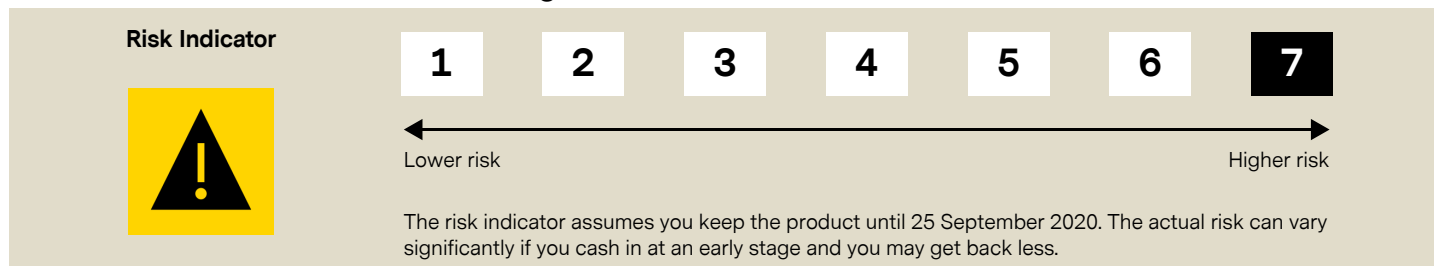 Risk Indicator
1 2 3 4 5 6 7
Lower risk Higher risk
The risk indicator assumes you keep the product until 25 September 2020. The actual risk can vary
significantly if you cash in at an early stage and you may get back less.